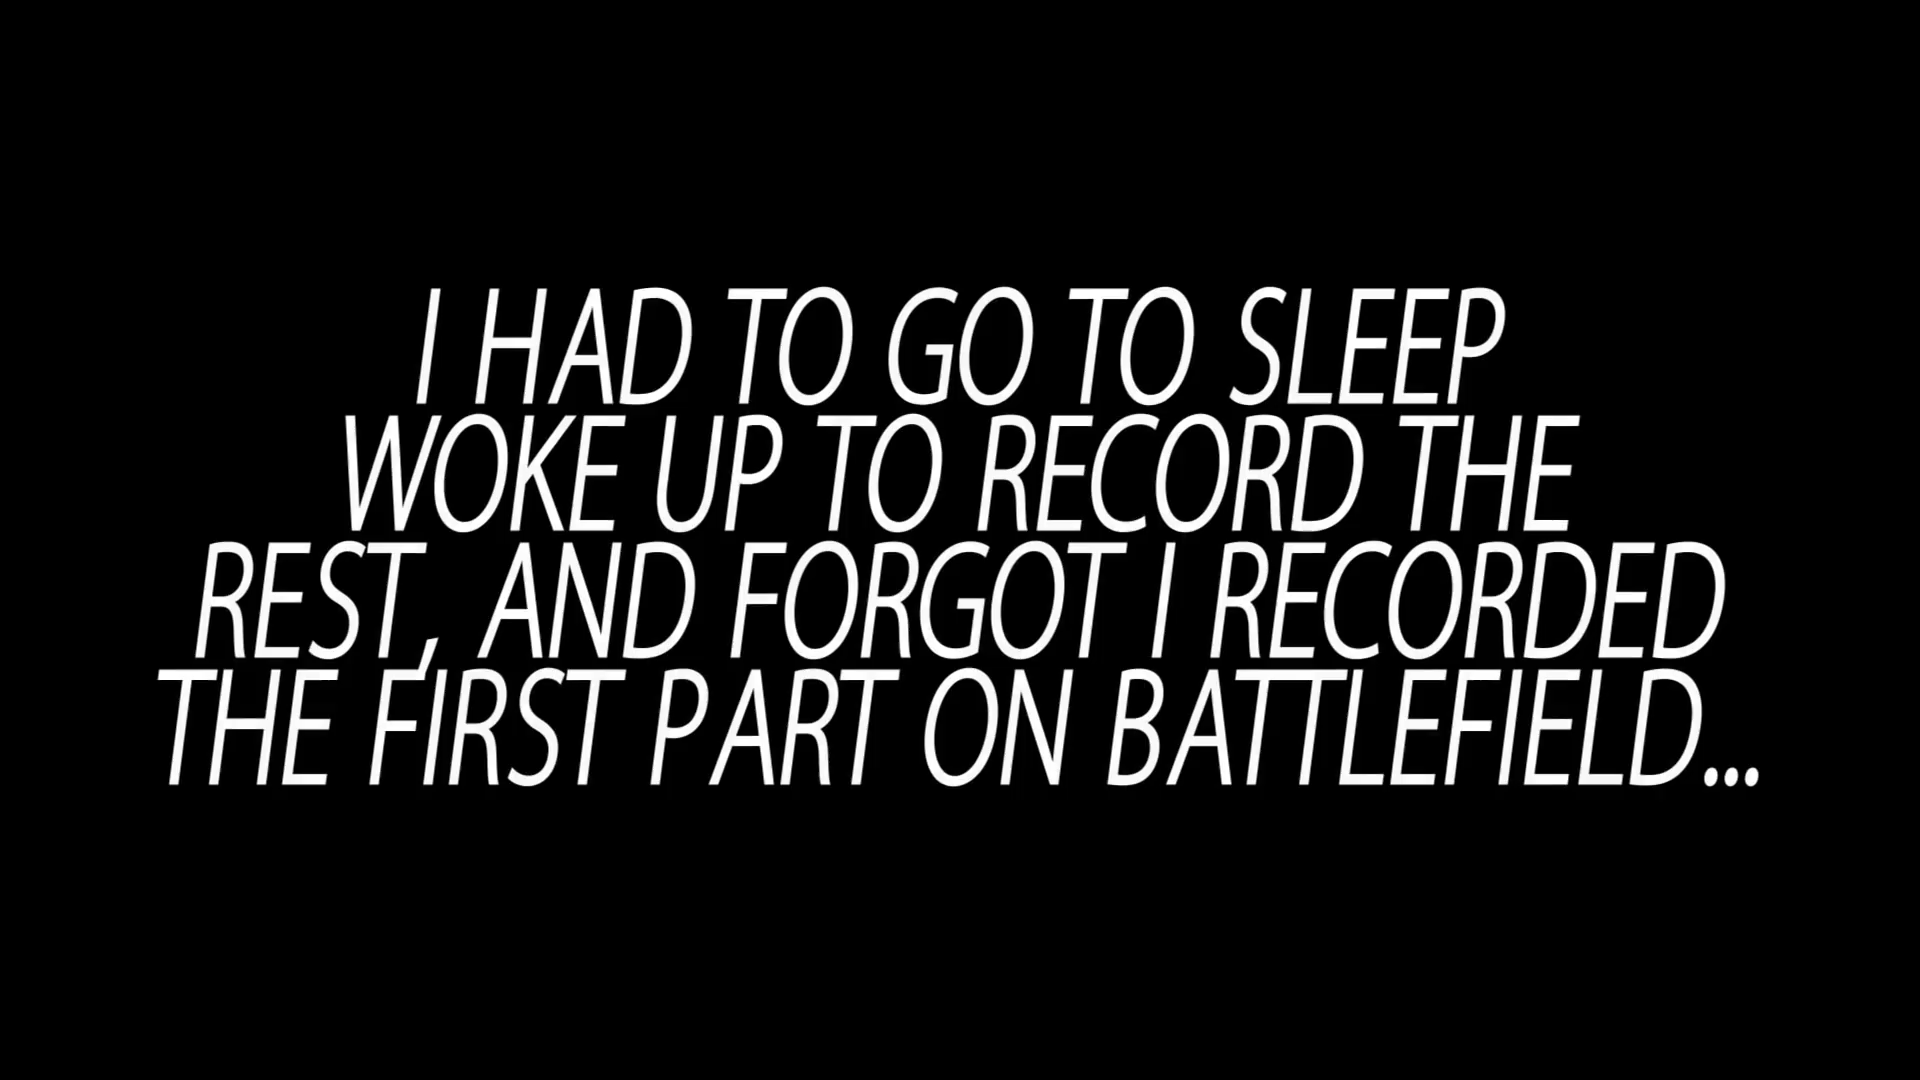 I HAD TO GO TO SLEEP
WOKE UP TO RECORD THE
REST, AND FORGOT I RECORDED
THE FIRST PART ON BATTLEFIELD...